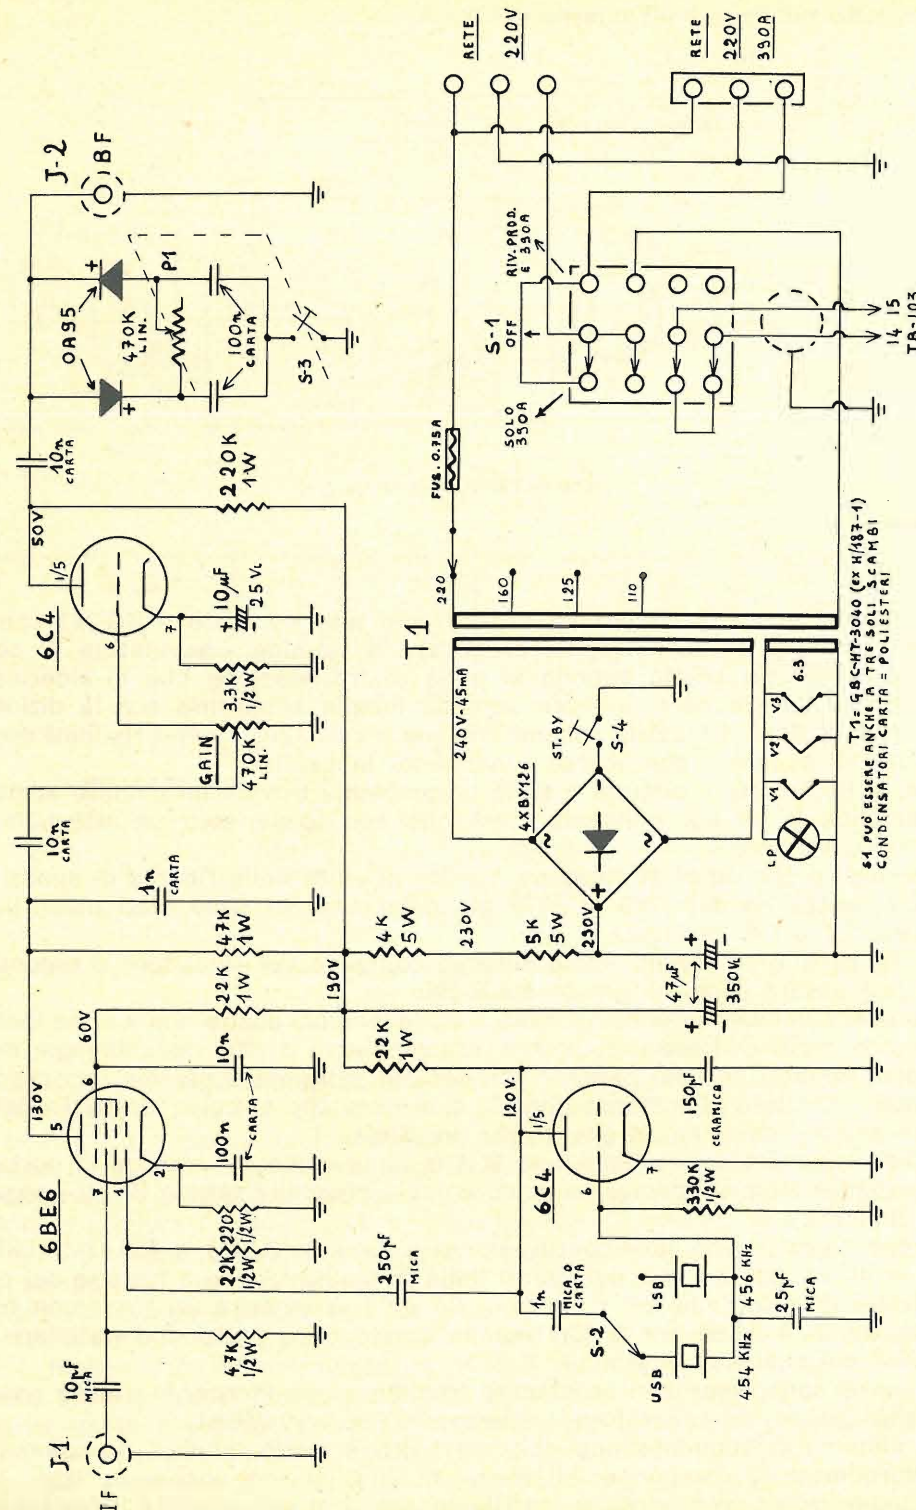 RETE
220V
RETE
220V
390A
J-2
BF
OA95
+
+
P1
470K
LIN.
100n
CARTA
S-3
RIV. PROD.
E 390A
S-1
OFF
SOLO
390A
15
14
TB-103
10n
CARTA
FUS. 0.75A
50V
220K
1W
1/5
6C4
6
7
+
10µF
25VL
3.3K
1/2W
GAIN
470K
LIN.
220
160
125
110
T1
240V-45mA
ST. BY
S-4
6.3
V3
V2
V1
LP
T1= GBC-HT-3040 (ex H/187-1)
S1 PUÓ ESSERE ANCHE A TRE SOLI SCAMBI
CONDENSATORI CARTA = POLIESTERI
10n
CARTA
1n
CARTA
4XBY126
~
~
+
-
47K
1W
22K
1W
190V
4K
5W
230V
5K
5W
290V
+
-
47µF
350VL
+
-
130V
60V
5
6
7
1
2
6BE6
10n
100n
CARTA
220
1/2W
22K
1/2W
47K
1/2W
10pF
MICA
J-1
IF
22K
1W
120V.
1/5
6C4
6
7
150pF
CERAMICA
330K
1/2W
250pF
MICA
1n
MICA O
CARTA
S-2
LSB
456 KHz
USB
454 KHz
25pF
MICA